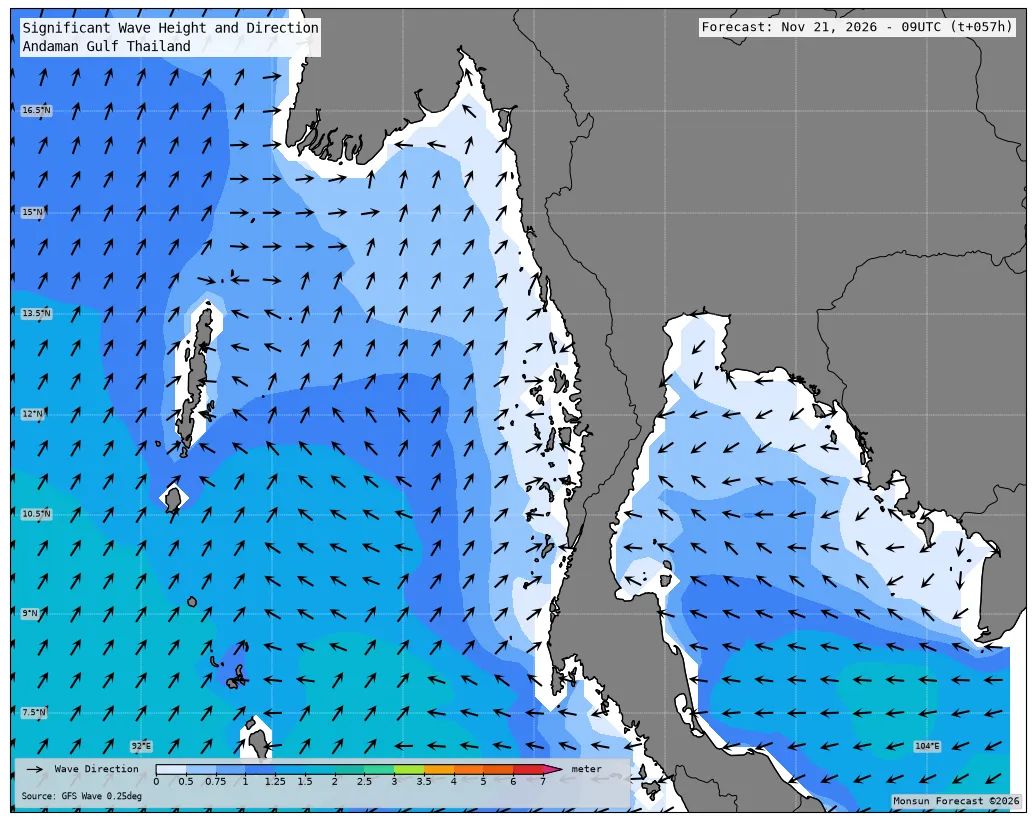 Significant Wave Height and Direction
Andaman Gulf Thailand
Forecast: Nov 21, 2026 - 09UTC (t+057h)
16.5°N
15°N
13.5°N
12°N
10.5°N
9°N
7.5°N
92°E
104°E
Wave Direction
meter
0.5 0.75 1 1.25 1.5 2 2.5 3 3.5 4 5 6 7
Source: GFS Wave 0.25deg
Monsun Forecast ©2026